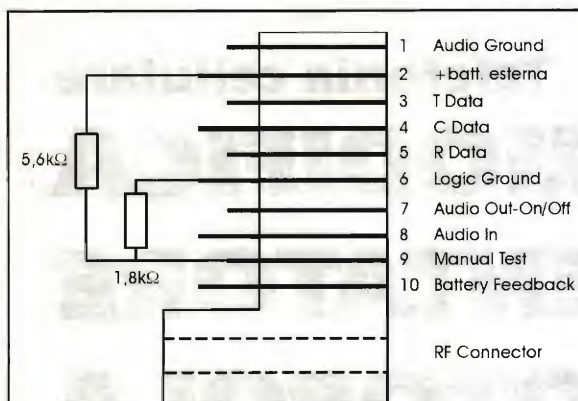 1 Audio Ground
2 +batt. esterna
3 T Data
4 C Data
5,6kΩ
5 R Data
6 Logic Ground
7 Audio Out-On/Off
8 Audio In
9 Manual Test
1,8kΩ
10 Battery Feedback
RF Connector